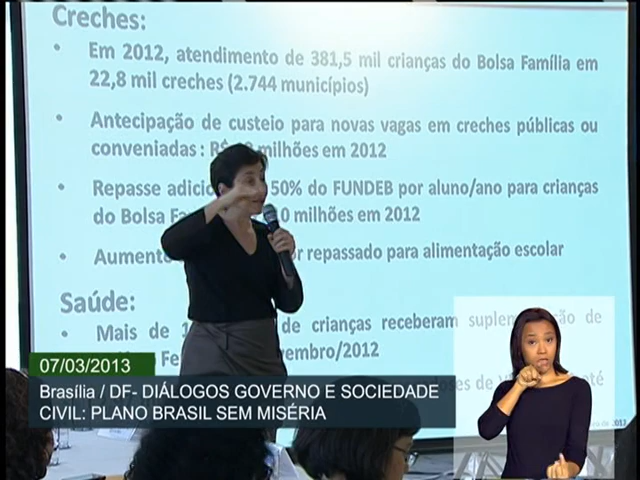 Creches:
• Em 2012, atendimento de 381,5 mil crianças do Bolsa Família em
22,8 mil creches (2.744 municípios)
• Antecipação de custeio para novas vagas em creches públicas ou
conveniadas : R$ milhões em 2012
• Repasse 50% do FUNDEB por aluno/ano para crianças
do Bolsa milhões em 2012
• Aumento repassado para alimentação escolar
Saúde:
• Mais de de crianças receberam de
/2012
07/03/2013
Brasília / DF- DIÁLOGOS GOVERNO E SOCIEDADE
CIVIL: PLANO BRASIL SEM MISÉRIA